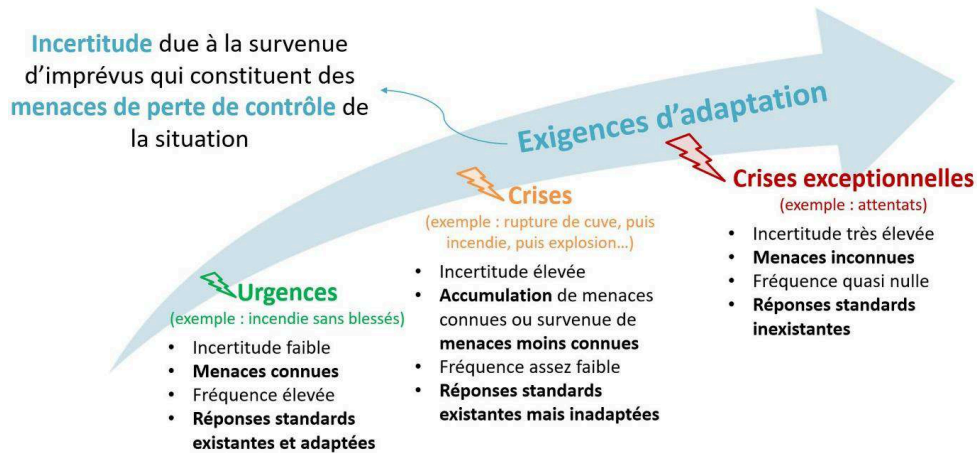 Incertitude due à la survenue
d'imprévus qui constituent des
menaces de perte de contrôle de
la situation
Exigences d'adaptation
Urgences
(exemple : incendie sans blessés)
• Incertitude faible
• Menaces connues
• Fréquence élevée
• Réponses standards
existantes et adaptées
Crises
(exemple : rupture de cuve, puis
incendie, puis explosion…)
• Incertitude élevée
• Accumulation de menaces
connues ou survenue de
menaces moins connues
• Fréquence assez faible
• Réponses standards
existantes mais inadaptées
Crises exceptionnelles
(exemple : attentats)
• Incertitude très élevée
• Menaces inconnues
• Fréquence quasi nulle
• Réponses standards
inexistantes